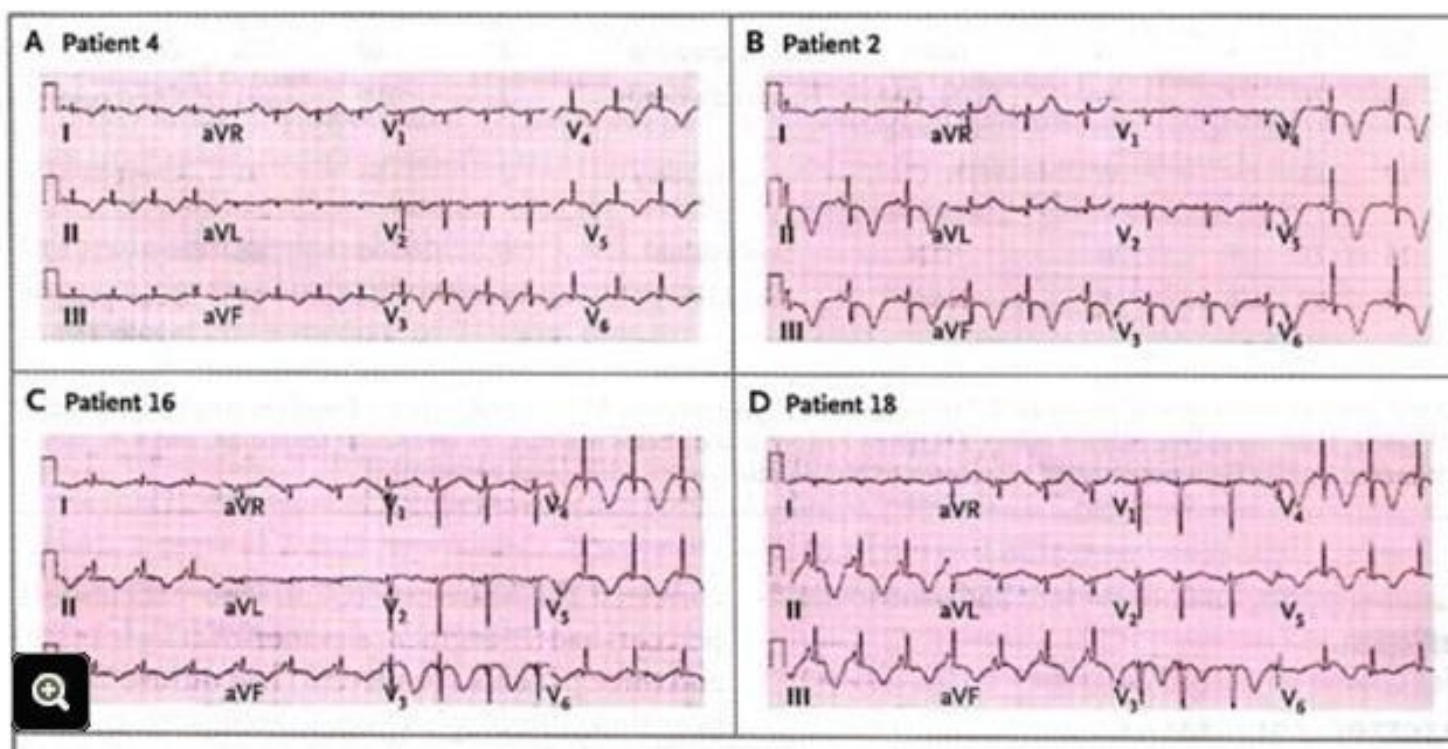 A Patient 4
I aVR V1 V4
II aVL V2 V5
III aVF V3 V6
B Patient 2
I aVR V1 V4
II aVL V2 V5
III aVF V3 V6
C Patient 16
I aVR V1 V4
II aVL V2 V5
aVF V3 V6
D Patient 18
I aVR V1 V4
II aVL V2 V5
III aVF V3 V6